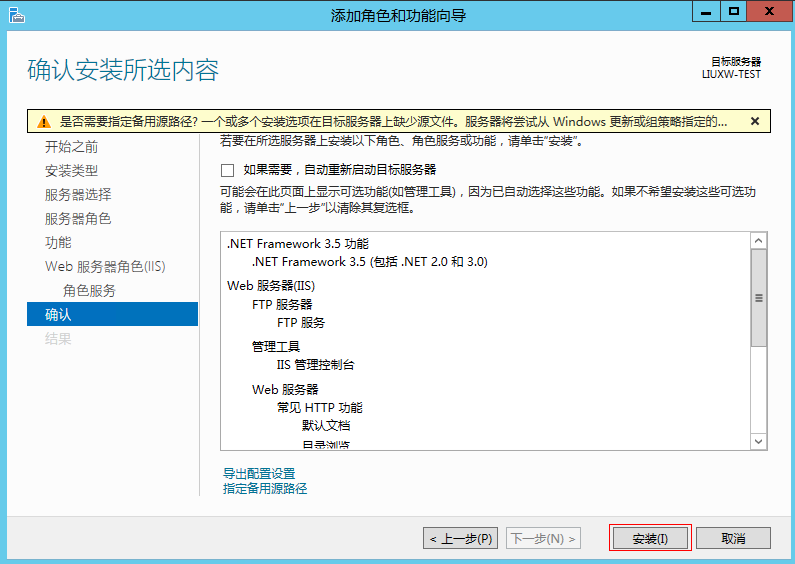 添加角色和功能向导
确认安装所选内容
目标服务器
LIUXW-TEST
是否需要指定备用源路径? 一个或多个安装选项在目标服务器上缺少源文件。服务器将尝试从 Windows 更新或组策略指定的...
开始之前
安装类型
服务器选择
服务器角色
功能
Web 服务器角色(IIS)
角色服务
确认
结果
若要在所选服务器上安装以下角色、角色服务或功能，请单击"安装"。
如果需要，自动重新启动目标服务器
可能会在此页面上显示可选功能(如管理工具)，因为已自动选择这些功能。如果不希望安装这些可选功
能，请单击"上一步"以清除其复选框。
.NET Framework 3.5 功能
.NET Framework 3.5 (包括 .NET 2.0 和 3.0)
Web 服务器(IIS)
FTP 服务器
FTP 服务
管理工具
IIS 管理控制台
Web 服务器
常见 HTTP 功能
默认文档
目录浏览
导出配置设置
指定备用源路径
< 上一步(P)
下一步(N) >
安装(I)
取消